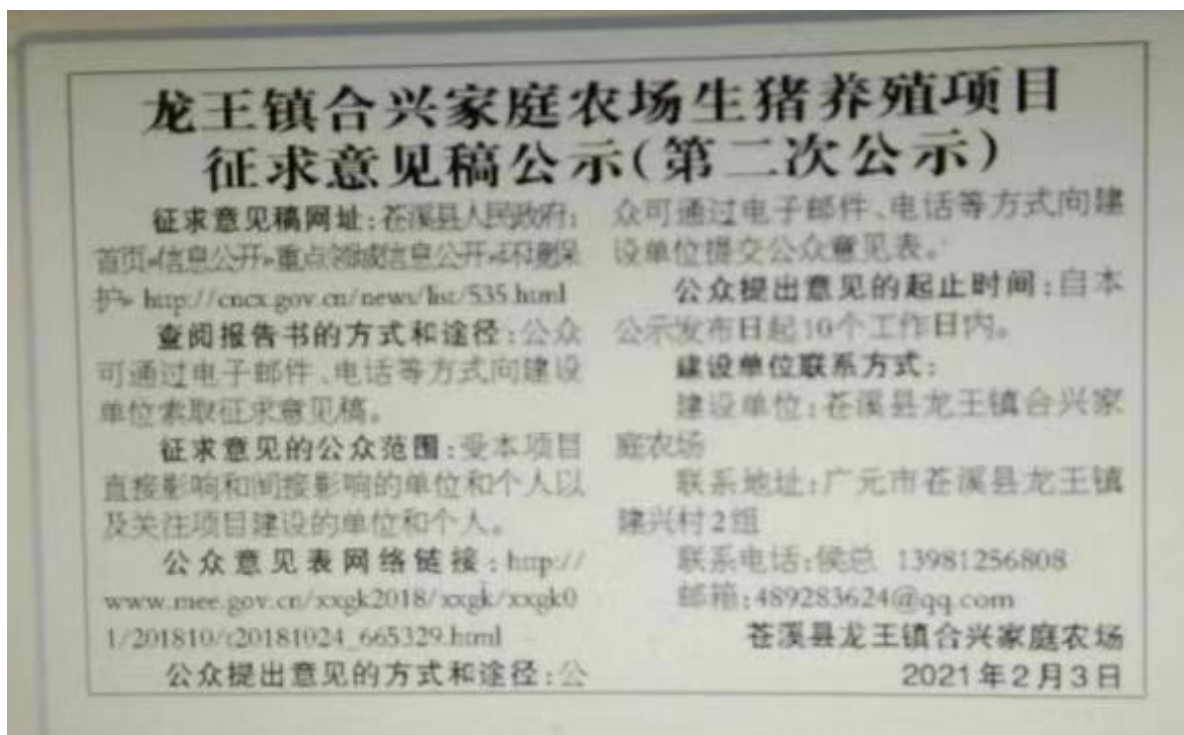 龙王镇合兴家庭农场生猪养殖项目
征求意见稿公示(第二次公示)
征求意见稿网址:苍溪县人民政府:
首页»信息公开»重点领域信息公开»环境保
护» http://cncx.gov.cn/news/list/535.html
查阅报告书的方式和途径:公众
可通过电子邮件、电话等方式向建设
单位索取征求意见稿。
征求意见的公众范围:受本项目
直接影响和间接影响的单位和个人以
及关注项目建设的单位和个人。
公众意见表网络链接:http://
www.mee.gov.cn/xxgk2018/xxgk/xxgk0
1/201810/t20181024_665329.html
公众提出意见的方式和途径:公
众可通过电子邮件、电话等方式向建
设单位提交公众意见表。
公众提出意见的起止时间:自本
公示发布日起10个工作日内。
建设单位联系方式:
建设单位:苍溪县龙王镇合兴家
庭农场
联系地址:广元市苍溪县龙王镇
建兴村2组
联系电话:侯总 13981256808
邮箱:489283624@qq.com
苍溪县龙王镇合兴家庭农场
2021年2月3日